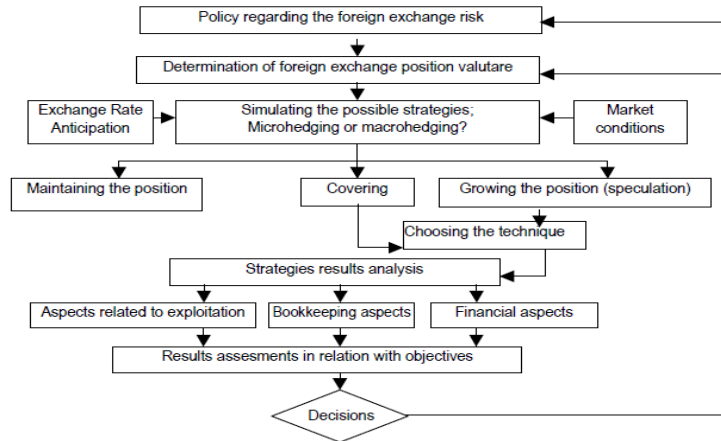 Policy regarding the foreign exchange risk
Determination of foreign exchange position valutare
Exchange Rate
Anticipation
Simulating the possible strategies;
Microhedging or macrohedging?
Market
conditions
Maintaining the position
Covering
Growing the position (speculation)
Choosing the technique
Strategies results analysis
Aspects related to exploitation
Bookkeeping aspects
Financial aspects
Results assesments in relation with objectives
Decisions